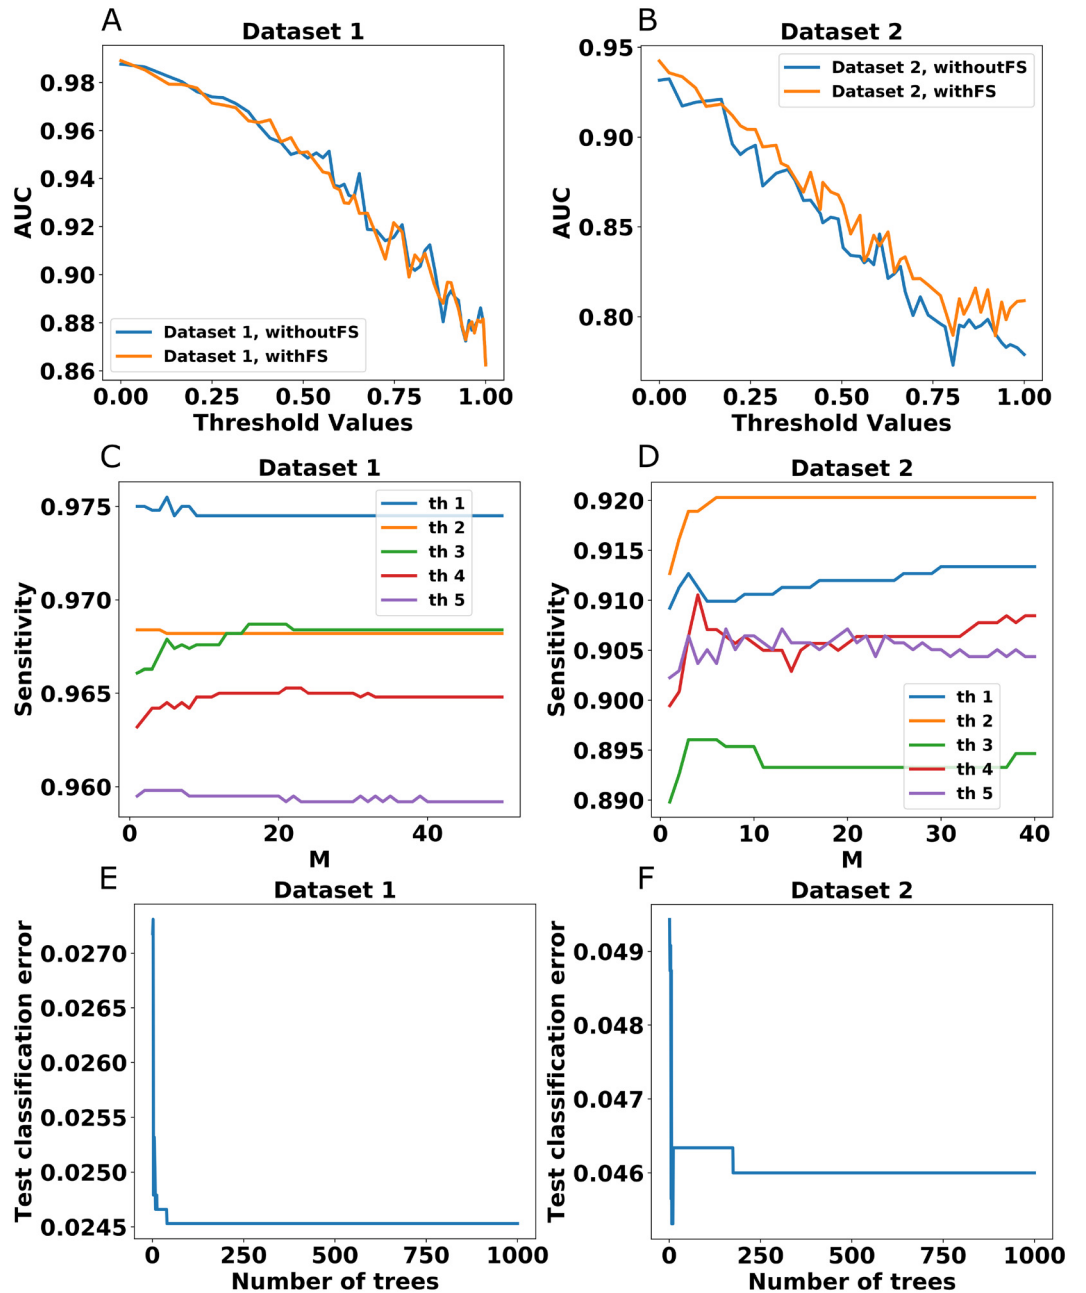 A
Dataset 1
AUC
0.98
0.96
0.94
0.92
0.90
0.88
0.86
Dataset 1, withoutFS
Dataset 1, withFS
0.00 0.25 0.50 0.75 1.00
Threshold Values
B
Dataset 2
AUC
0.95
0.90
0.85
0.80
Dataset 2, withoutFS
Dataset 2, withFS
0.00 0.25 0.50 0.75 1.00
Threshold Values
C
Dataset 1
Sensitivity
0.975
0.970
0.965
0.960
th 1
th 2
th 3
th 4
th 5
0 20 40
M
D
Dataset 2
Sensitivity
0.920
0.915
0.910
0.905
0.900
0.895
0.890
th 1
th 2
th 3
th 4
th 5
0 10 20 30 40
M
E
Dataset 1
Test classification error
0.0270
0.0265
0.0260
0.0255
0.0250
0.0245
0 250 500 750 1000
Number of trees
F
Dataset 2
Test classification error
0.049
0.048
0.047
0.046
0 250 500 750 1000
Number of trees